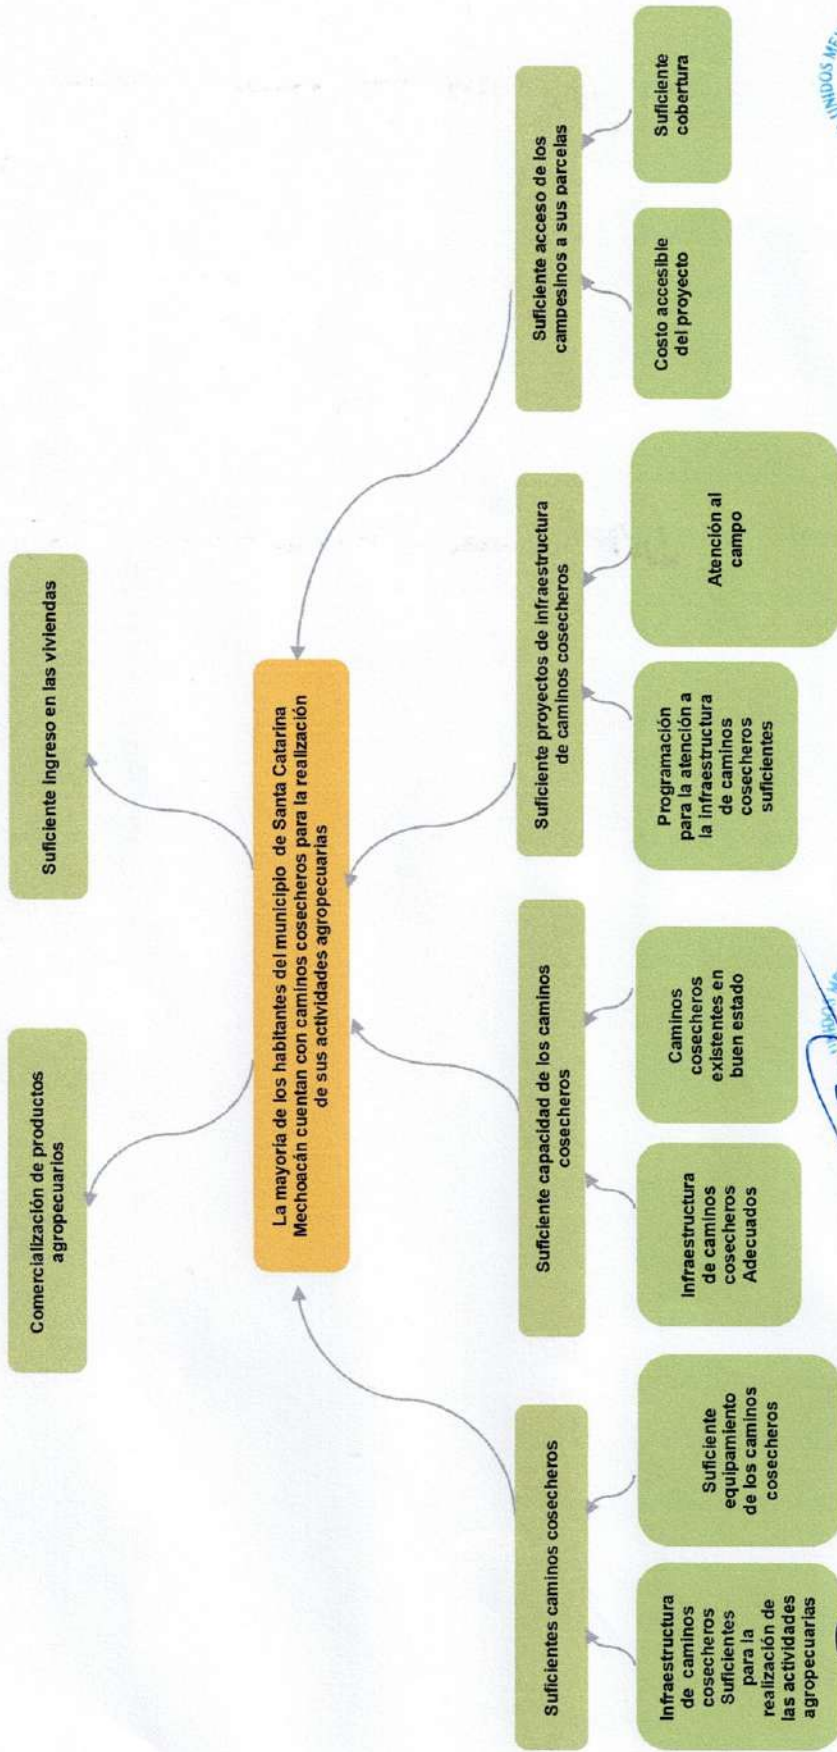 Comercialización de productos
agropecuarios
Suficiente Ingreso en las viviendas
La mayoría de los habitantes del municipio de Santa Catarina
Mechoacán cuentan con caminos cosecheros para la realización
de sus actividades agropecuarias
Suficientes caminos cosecheros
Suficiente capacidad de los caminos
cosecheros
Suficiente proyectos de infraestructura
de caminos cosecheros
Suficiente acceso de los
campesinos a sus parcelas
Infraestructura
de caminos
cosecheros
Suficientes
para la
realización de
las actividades
agropecuarias
Suficiente
equipamiento
de los caminos
cosecheros
Infraestructura
de caminos
cosecheros
Adecuados
Caminos
cosecheros
existentes en
buen estado
Programación
para la atención a
la infraestructura
de caminos
cosecheros
suficientes
Atención al
campo
Costo accesible
del proyecto
Suficiente
cobertura
UNIDOS
UNIDOS